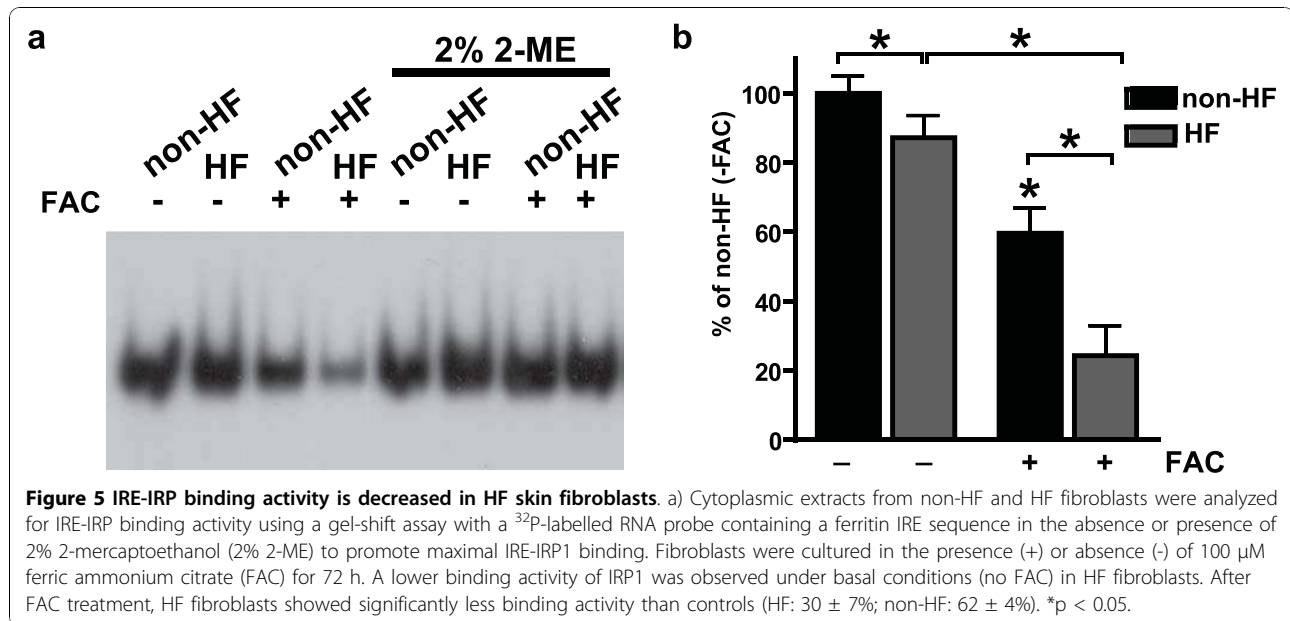 a
2% 2-ME
non-HF HF non-HF HF non-HF HF non-HF HF
FAC - - + + - - + +
b
* *
% of non-HF (-FAC)
100
80
60
40
20
0
non-HF
HF
*
*
– – + + FAC
Figure 5 IRE-IRP binding activity is decreased in HF skin fibroblasts. a) Cytoplasmic extracts from non-HF and HF fibroblasts were analyzed
for IRE-IRP binding activity using a gel-shift assay with a ³²P-labelled RNA probe containing a ferritin IRE sequence in the absence or presence of
2% 2-mercaptoethanol (2% 2-ME) to promote maximal IRE-IRP1 binding. Fibroblasts were cultured in the presence (+) or absence (-) of 100 μM
ferric ammonium citrate (FAC) for 72 h. A lower binding activity of IRP1 was observed under basal conditions (no FAC) in HF fibroblasts. After
FAC treatment, HF fibroblasts showed significantly less binding activity than controls (HF: 30 ± 7%; non-HF: 62 ± 4%). *p < 0.05.